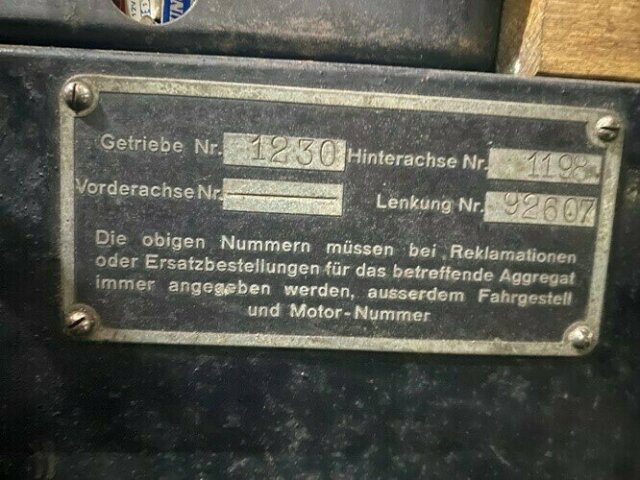 Getriebe Nr. 1230 Hinterachse Nr. 1198
Vorderachse Nr. Lenkung Nr. 92607
Die obigen Nummern müssen bei Reklamationen
oder Ersatzbestellungen für das betreffende Aggregat
immer angegeben werden, ausserdem Fahrgestell
und Motor-Nummer